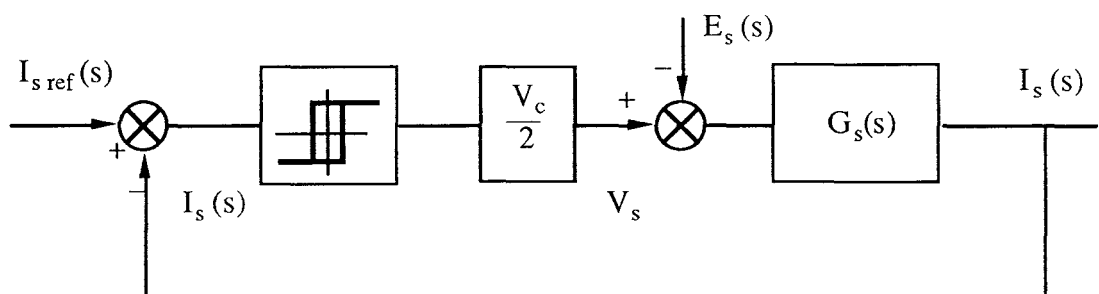 E_s (s)
I_s ref (s)
+
−
I_s (s)
V_c
2
+
−
V_s
G_s(s)
I_s (s)